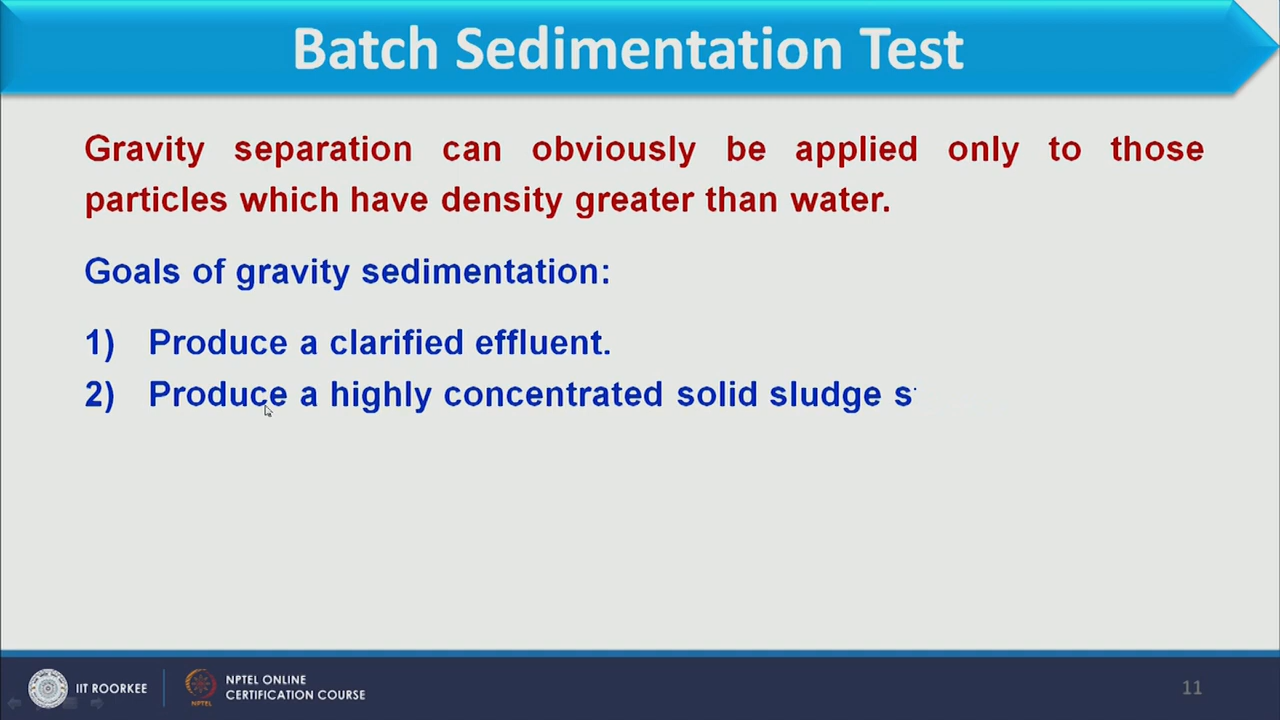 Batch Sedimentation Test
Gravity separation can obviously be applied only to those
particles which have density greater than water.
Goals of gravity sedimentation:
1) Produce a clarified effluent.
2) Produce a highly concentrated solid sludge s
IIT ROORKEE
NPTEL ONLINE
CERTIFICATION COURSE
NPTEL
11